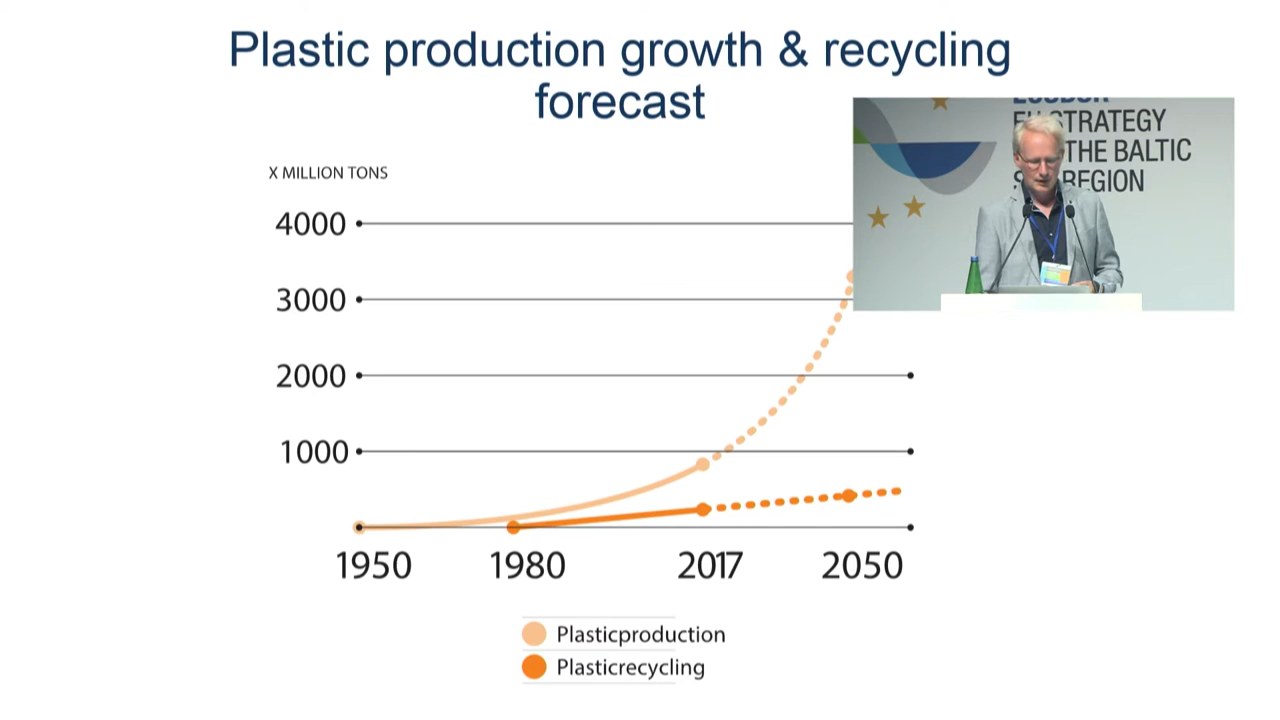 Plastic production growth & recycling
forecast
X MILLION TONS
4000
3000
2000
1000
1950 1980 2017 2050
Plasticproduction
Plasticrecycling
STRATEGY
THE BALTIC
REGION